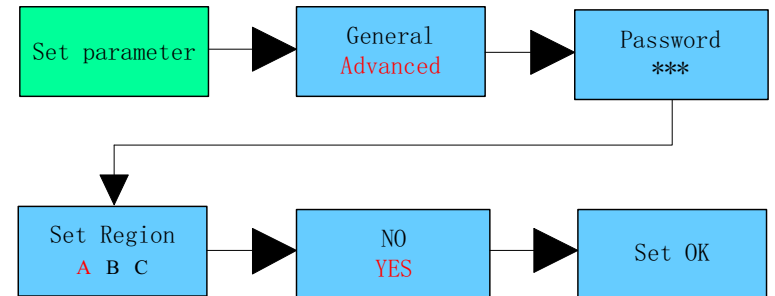 Set parameter
General
Advanced
Password
***
Set Region
A B C
NO
YES
Set OK